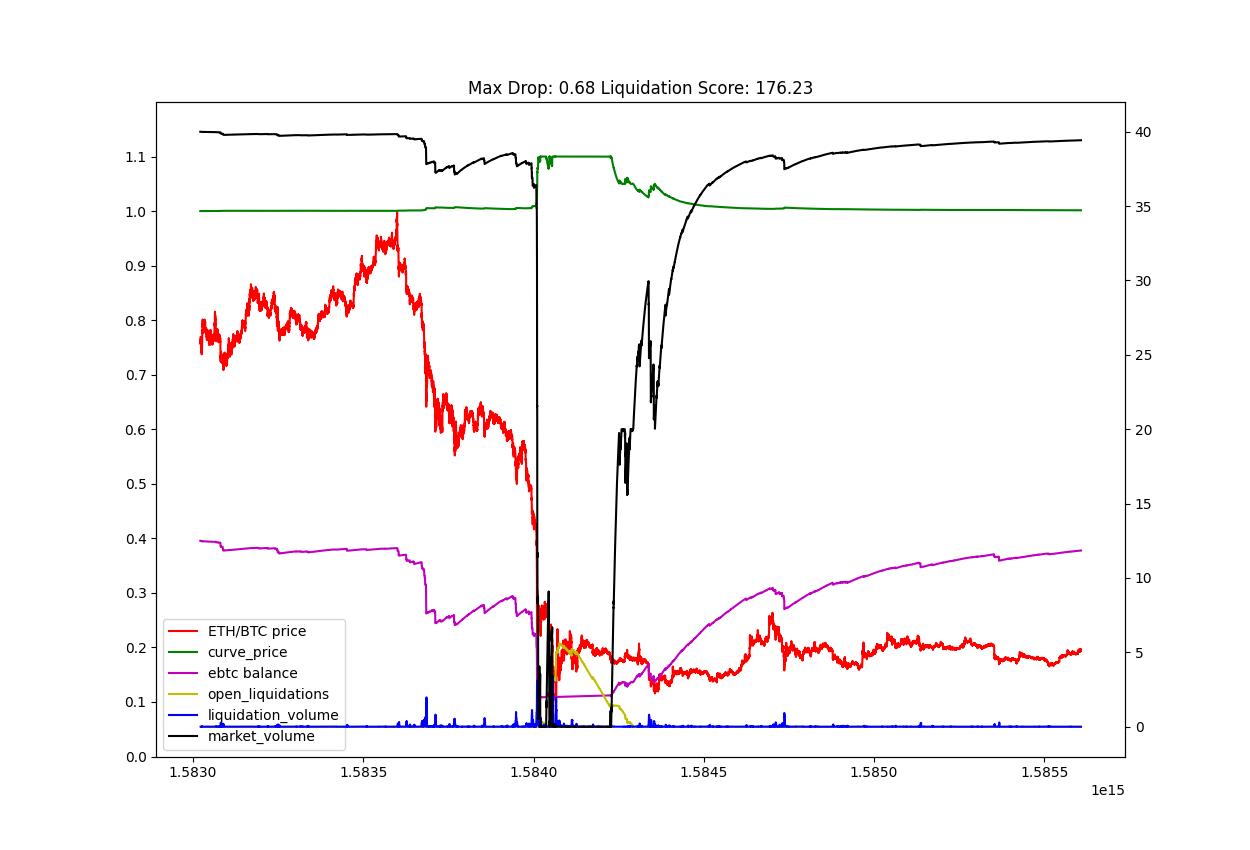 Max Drop: 0.68 Liquidation Score: 176.23
1.1
1.0
0.9
0.8
0.7
0.6
0.5
0.4
0.3
0.2
0.1
0.0
40
35
30
25
20
15
10
5
0
ETH/BTC price
curve_price
ebtc balance
open_liquidations
liquidation_volume
market_volume
1.5830 1.5835 1.5840 1.5845 1.5850 1.5855
1e15